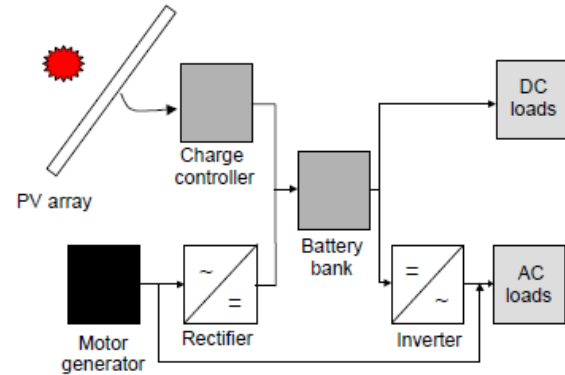 DC
loads
Charge
controller
PV array
Battery
bank
~
=
=
~
AC
loads
Motor
generator
Rectifier
Inverter